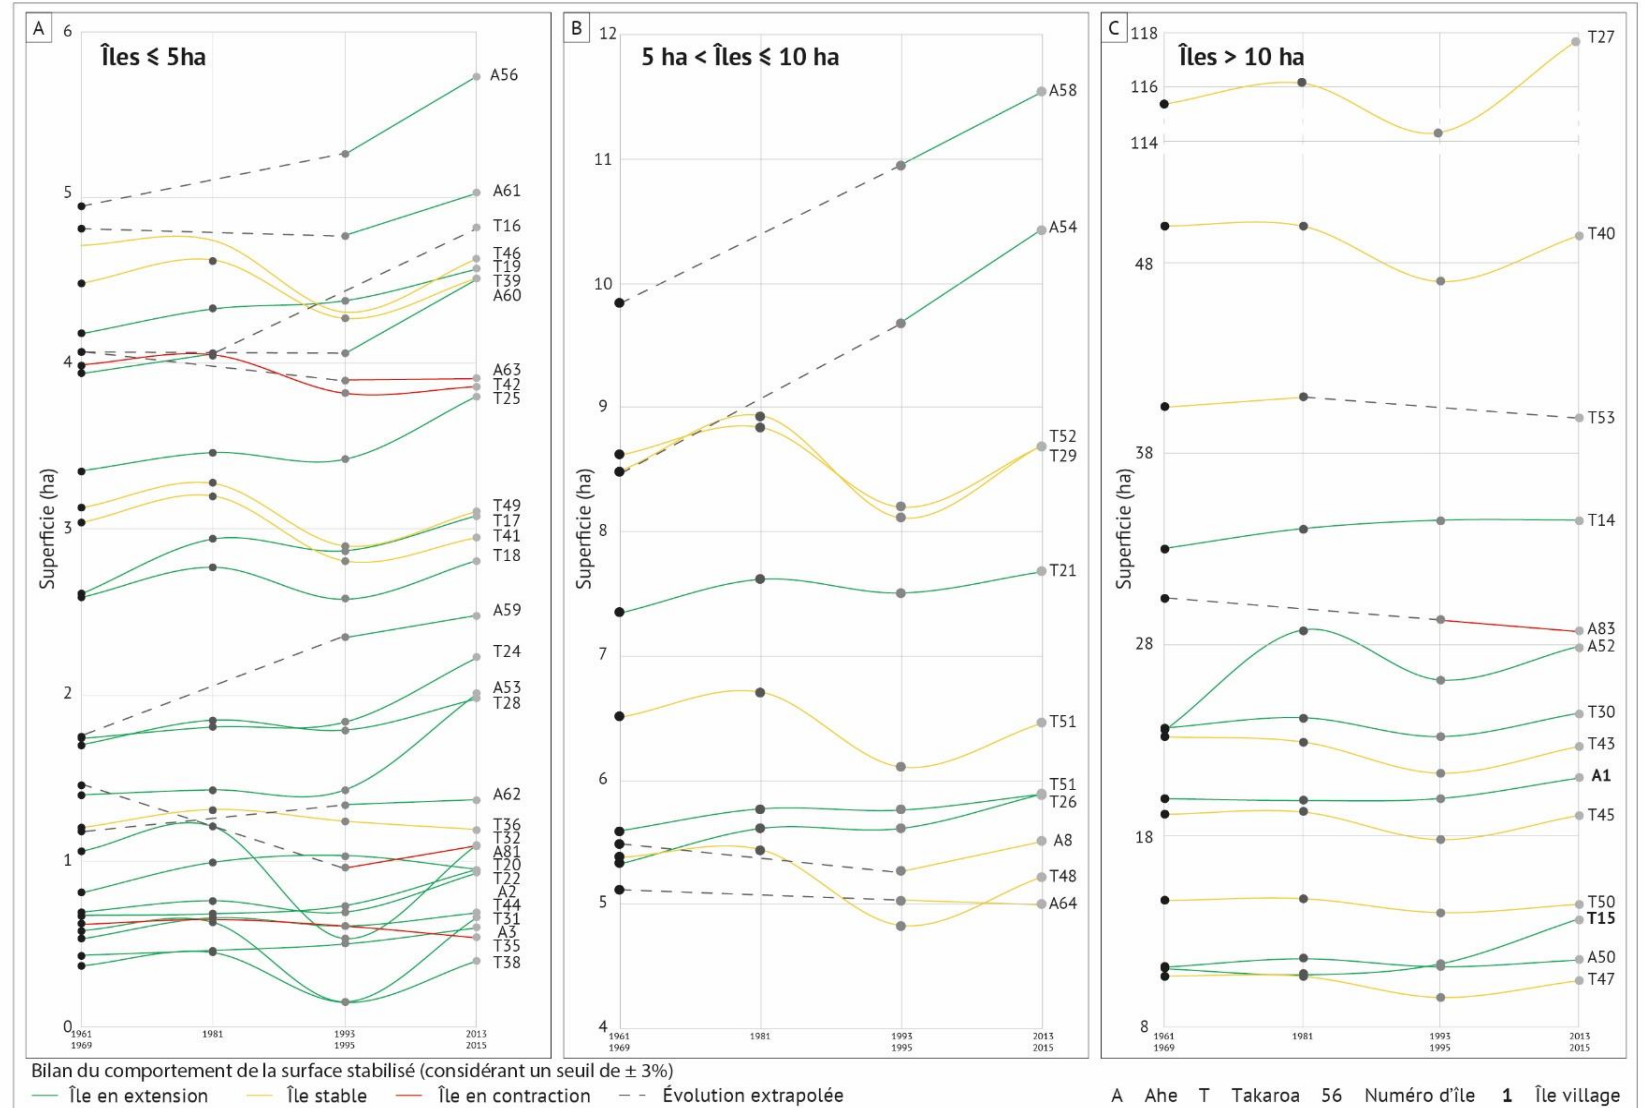 A
Îles ⩽ 5ha
Superficie (ha)
6
5
4
3
2
1
0
1961
1969
1981
1993
1995
2013
2015
A56
A61
T16
T46
T19
T39
A60
A63
T42
T25
T49
T17
T41
T18
A59
T24
A53
T28
A62
T36
T32
A81
T20
T22
A2
T44
T31
A3
T35
T38
B
5 ha < Îles ⩽ 10 ha
Superficie (ha)
12
11
10
9
8
7
6
5
4
1961
1969
1981
1993
1995
2013
2015
A58
A54
T52
T29
T21
T51
T51
T26
A8
T48
A64
C
Îles > 10 ha
Superficie (ha)
118
116
114
48
38
28
18
8
1961
1969
1981
1993
1995
2013
2015
T27
T40
T53
T14
A83
A52
T30
T43
A1
T45
T50
T15
A50
T47
Bilan du comportement de la surface stabilisé (considérant un seuil de ± 3%)
Île en extension Île stable Île en contraction Évolution extrapolée A Ahe T Takaroa 56 Numéro d'île 1 Île village